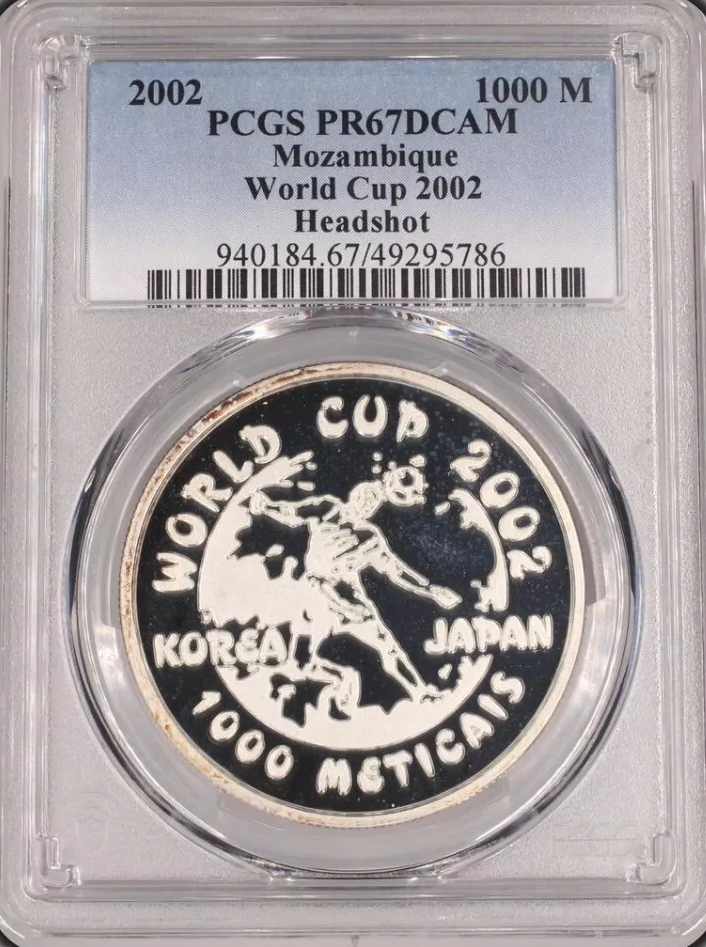 2002 1000 M
PCGS PR67DCAM
Mozambique
World Cup 2002
Headshot
940184.67/49295786
WORLD CUP 2002
KOREA JAPAN
1000 METICAIS